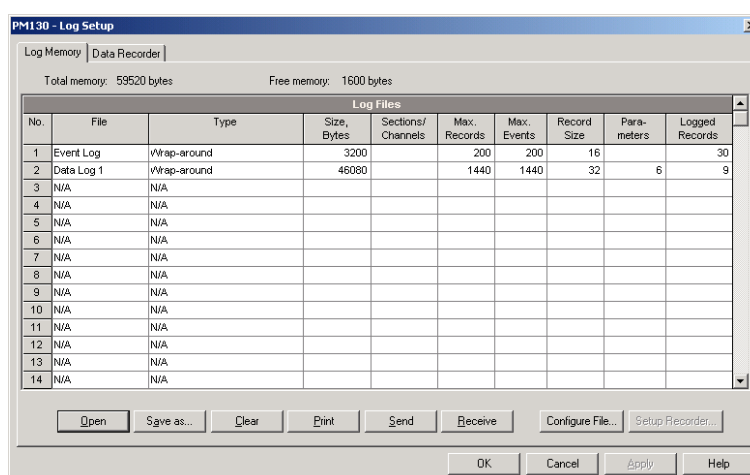 PM130 - Log Setup
Log Memory Data Recorder
Total memory: 59520 bytes Free memory: 1600 bytes
Log Files
No. File Type Size, Bytes Sections/ Channels Max. Records Max. Events Record Size Para- meters Logged Records
1 Event Log Wrap-around 3200 200 200 16 30
2 Data Log 1 Wrap-around 46080 1440 1440 32 6 9
3 N/A N/A
4 N/A N/A
5 N/A N/A
6 N/A N/A
7 N/A N/A
8 N/A N/A
9 N/A N/A
10 N/A N/A
11 N/A N/A
12 N/A N/A
13 N/A N/A
14 N/A N/A
Open Save as... Clear Print Send Receive Configure File... Setup Recorder...
OK Cancel Apply Help